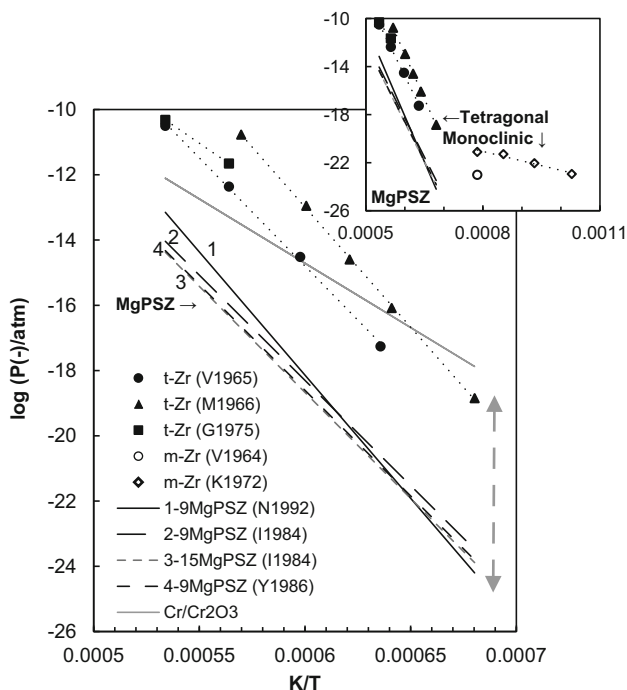 -10
-14
-18
-22
-26
←Tetragonal
Monoclinic ↓
MgPSZ
0.0005
0.0008
0.0011
-10
-12
-14
-16
-18
-20
-22
-24
-26
log (P(-)/atm)
2
1
4
3
MgPSZ →
t-Zr (V1965)
t-Zr (M1966)
t-Zr (G1975)
m-Zr (V1964)
m-Zr (K1972)
1-9MgPSZ (N1992)
2-9MgPSZ (I1984)
3-15MgPSZ (I1984)
4-9MgPSZ (Y1986)
Cr/Cr2O3
0.0005
0.00055
0.0006
0.00065
0.0007
K/T